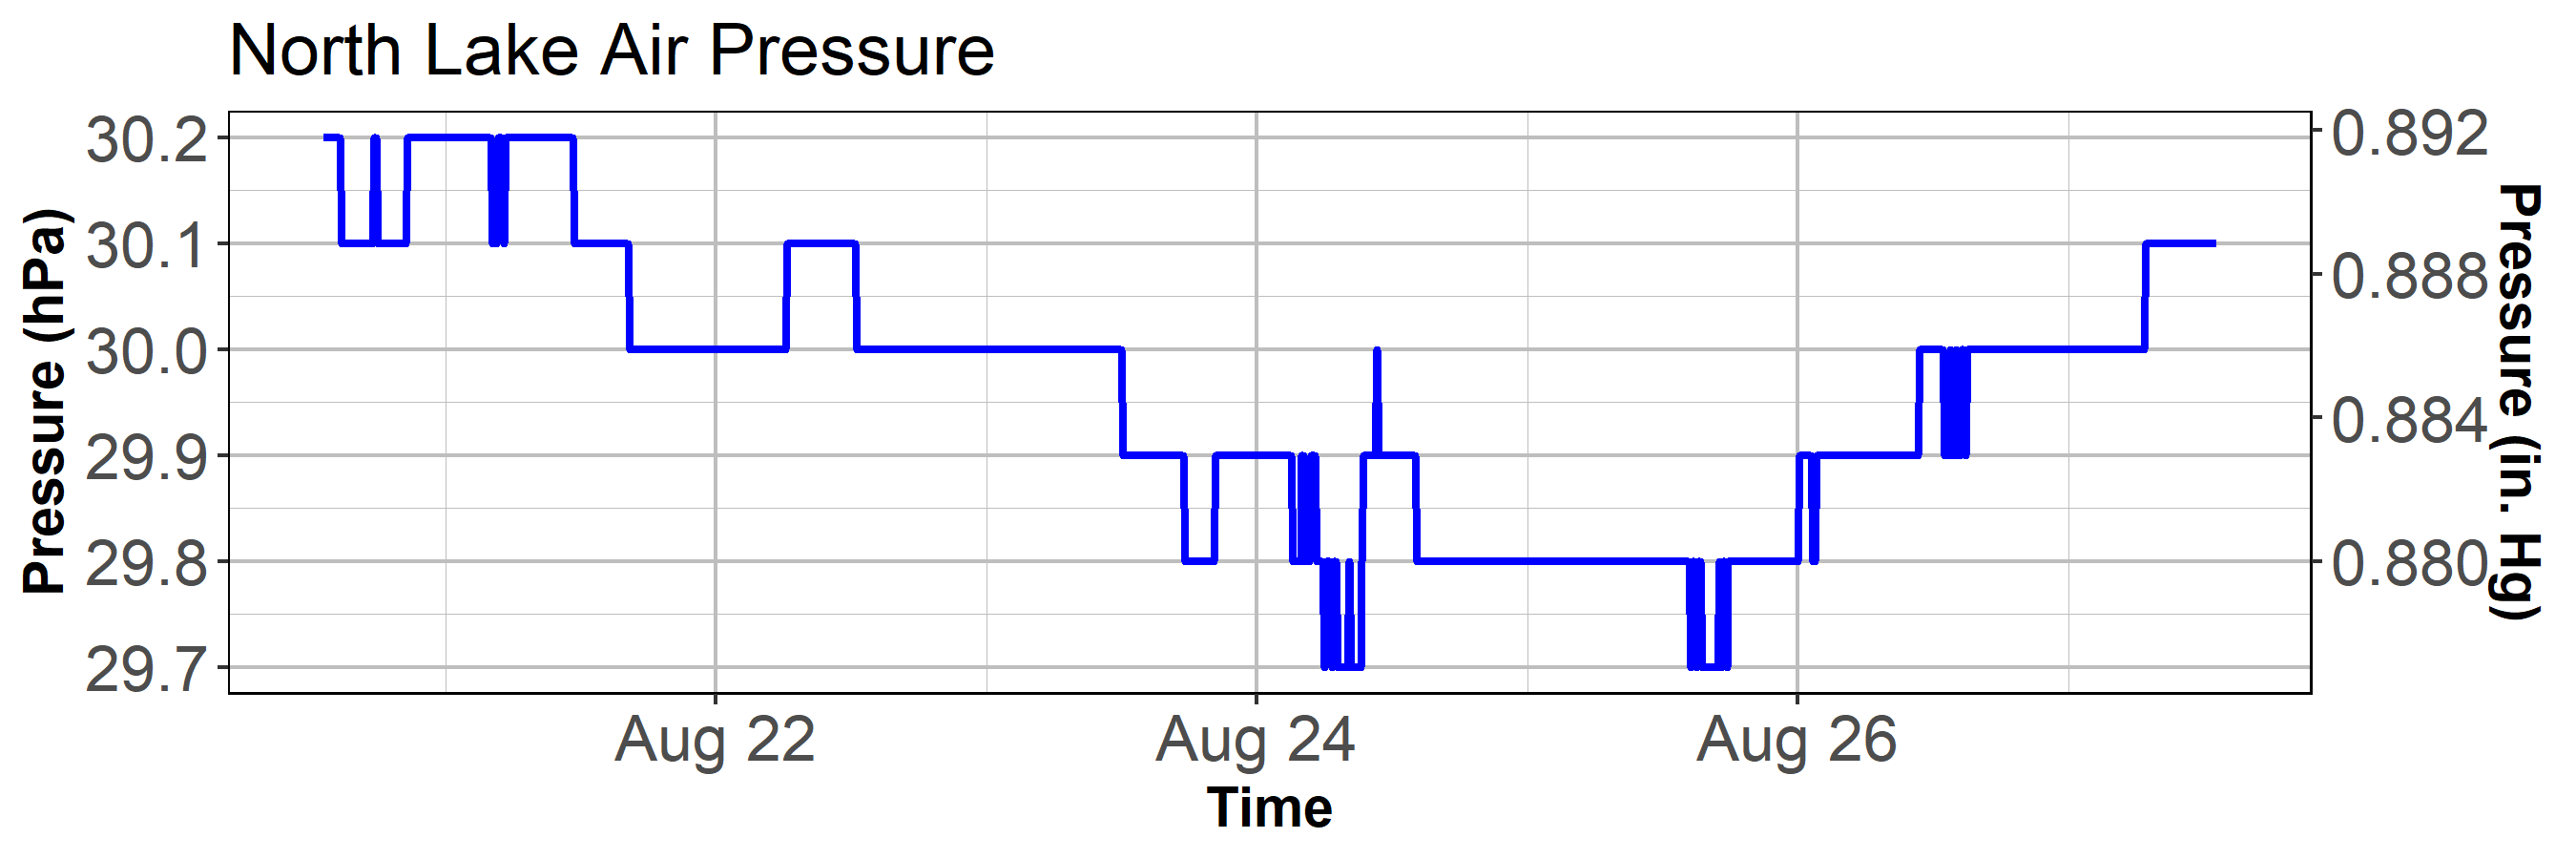 North Lake Air Pressure
Pressure (hPa)
30.2
30.1
30.0
29.9
29.8
29.7
0.892
0.888
0.884
0.880
Pressure (in. Hg)
Aug 22
Aug 24
Aug 26
Time